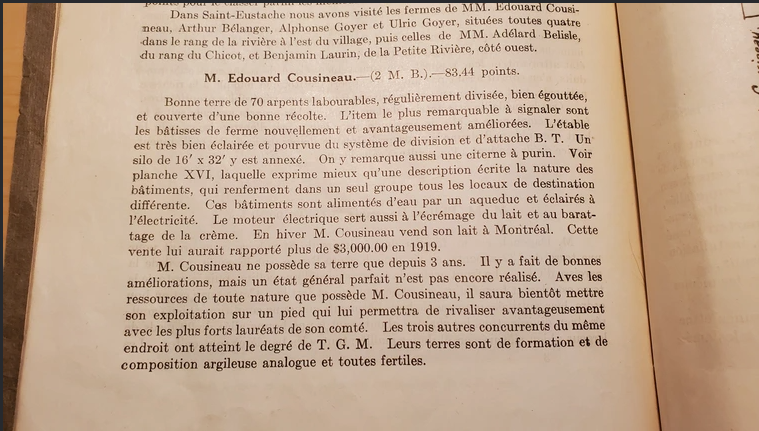 Dans Saint-Eustache nous avons visité les fermes de MM. Edouard Cousi-
neau, Arthur Bélanger, Alphonse Goyer et Ulric Goyer, situées toutes quatre
dans le rang de la rivière à l'est du village, puis celles de MM. Adélard Belisle,
du rang du Chicot, et Benjamin Laurin, de la Petite Rivière, côté ouest.
M. Edouard Cousineau.—(2 M. B.).—83.44 points.
Bonne terre de 70 arpents labourables, régulièrement divisée, bien égouttée,
et couverte d'une bonne récolte. L'item le plus remarquable à signaler sont
les bâtisses de ferme nouvellement et avantageusement améliorées. L'étable
est très bien éclairée et pourvue du système de division et d'attache B. T. Un
silo de 16' x 32' y est annexé. On y remarque aussi une citerne à purin. Voir
planche XVI, laquelle exprime mieux qu'une description écrite la nature des
bâtiments, qui renferment dans un seul groupe tous les locaux de destination
différente. Ces bâtiments sont alimentés d'eau par un aqueduc et éclairés à
l'électricité. Le moteur électrique sert aussi à l'écrémage du lait et au barat-
tage de la crème. En hiver M. Cousineau vend son lait à Montréal. Cette
vente lui aurait rapporté plus de $3,000.00 en 1919.
M. Cousineau ne possède sa terre que depuis 3 ans. Il y a fait de bonnes
améliorations, mais un état général parfait n'est pas encore réalisé. Aves les
ressources de toute nature que possède M. Cousineau, il saura bientôt mettre
son exploitation sur un pied qui lui permettra de rivaliser avantageusement
avec les plus forts lauréats de son comté. Les trois autres concurrents du même
endroit ont atteint le degré de T. G. M. Leurs terres sont de formation et de
composition argileuse analogue et toutes fertiles.